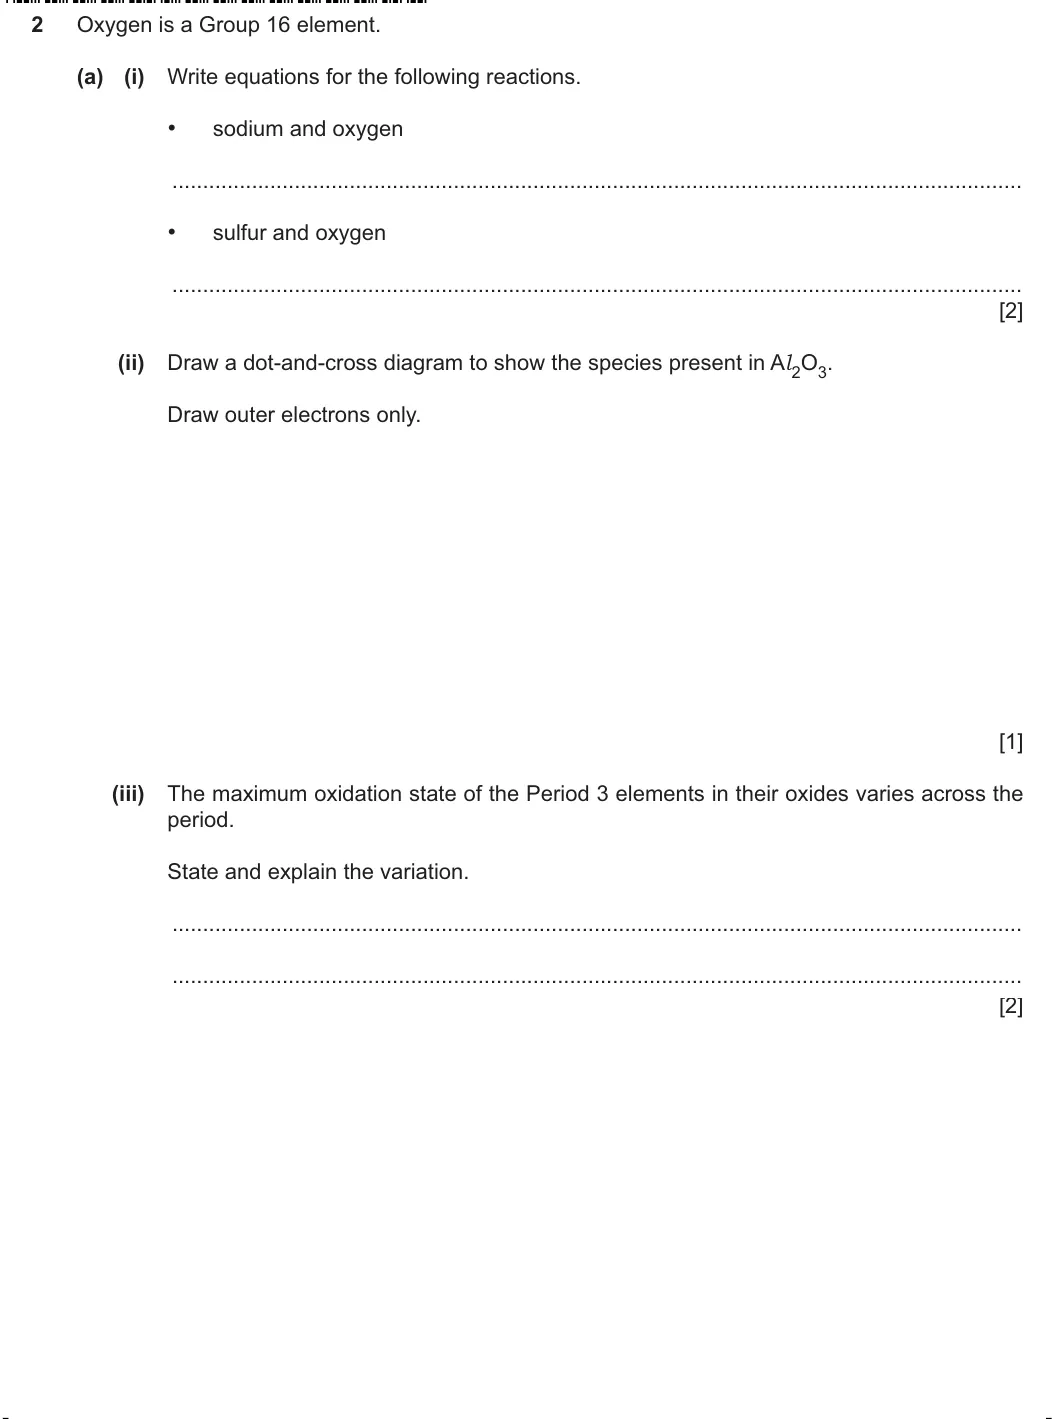 2 Oxygen is a Group 16 element.
(a) (i) Write equations for the following reactions.
• sodium and oxygen
............................................................................................................................................
• sulfur and oxygen
............................................................................................................................................
[2]
(ii) Draw a dot-and-cross diagram to show the species present in Al₂O₃.
Draw outer electrons only.
[1]
(iii) The maximum oxidation state of the Period 3 elements in their oxides varies across the
period.
State and explain the variation.
............................................................................................................................................
............................................................................................................................................
[2]